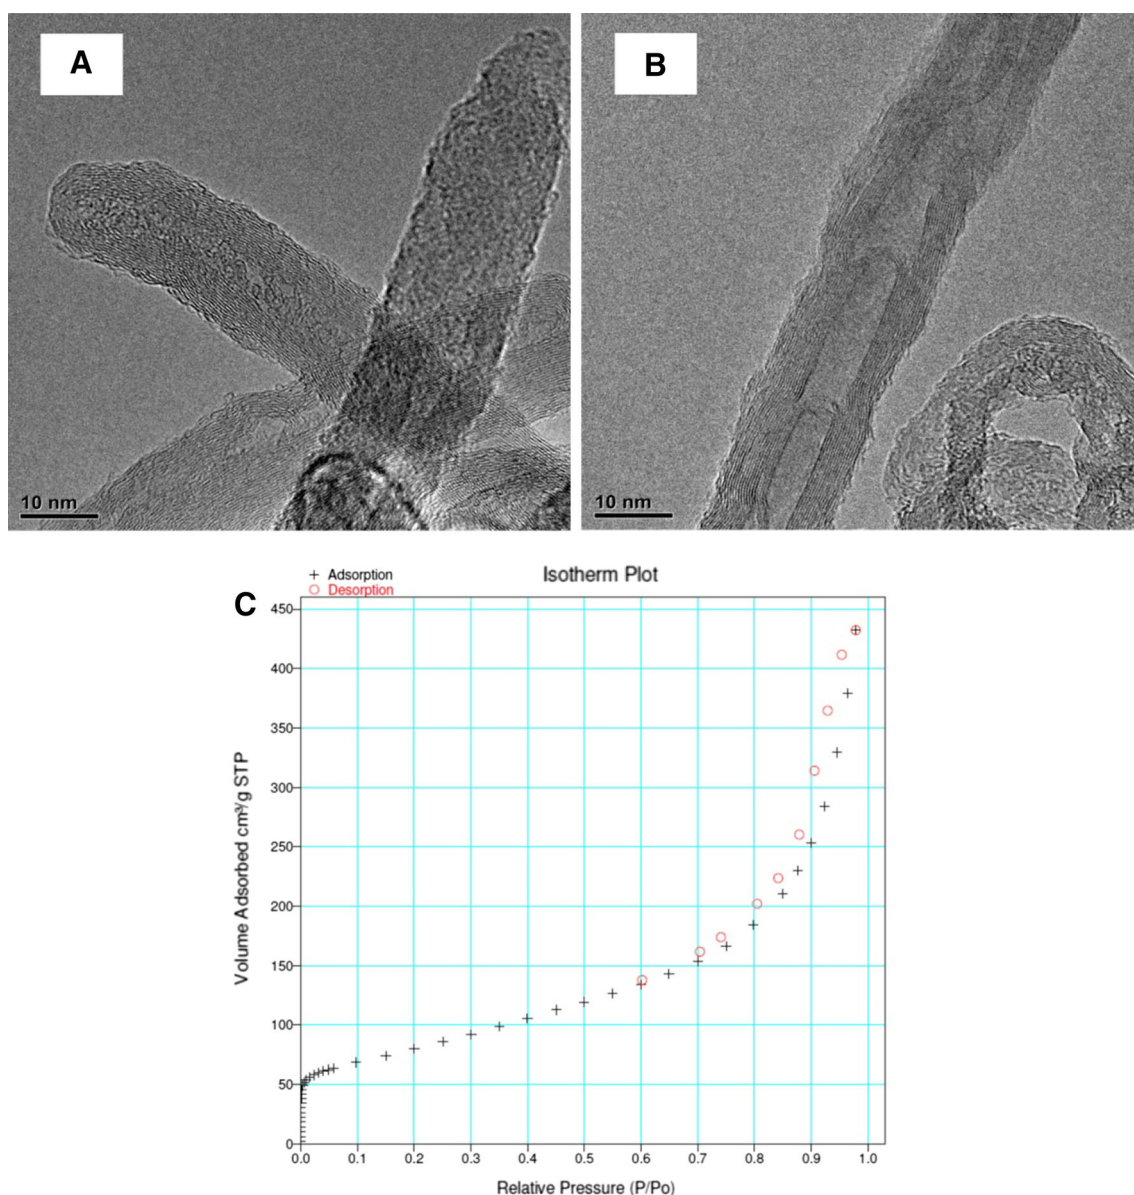 A
B
10 nm
10 nm
C
+ Adsorption
Isotherm Plot
○ Desorption
450
400
350
300
250
200
150
100
50
0
Volume Adsorbed cm³/g STP
0.0 0.1 0.2 0.3 0.4 0.5 0.6 0.7 0.8 0.9 1.0
Relative Pressure (P/Po)